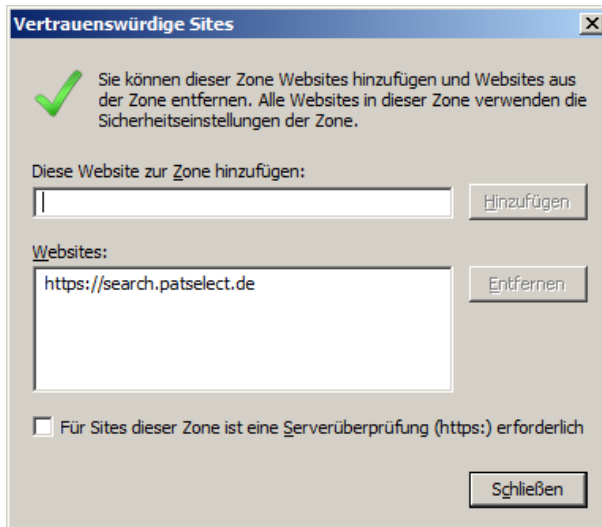 Vertrauenswürdige Sites
Sie können dieser Zone Websites hinzufügen und Websites aus
der Zone entfernen. Alle Websites in dieser Zone verwenden die
Sicherheitseinstellungen der Zone.
Diese Website zur Zone hinzufügen:
Hinzufügen
Websites:
https://search.patselect.de
Entfernen
Für Sites dieser Zone ist eine Serverüberprüfung (https:) erforderlich
Schließen